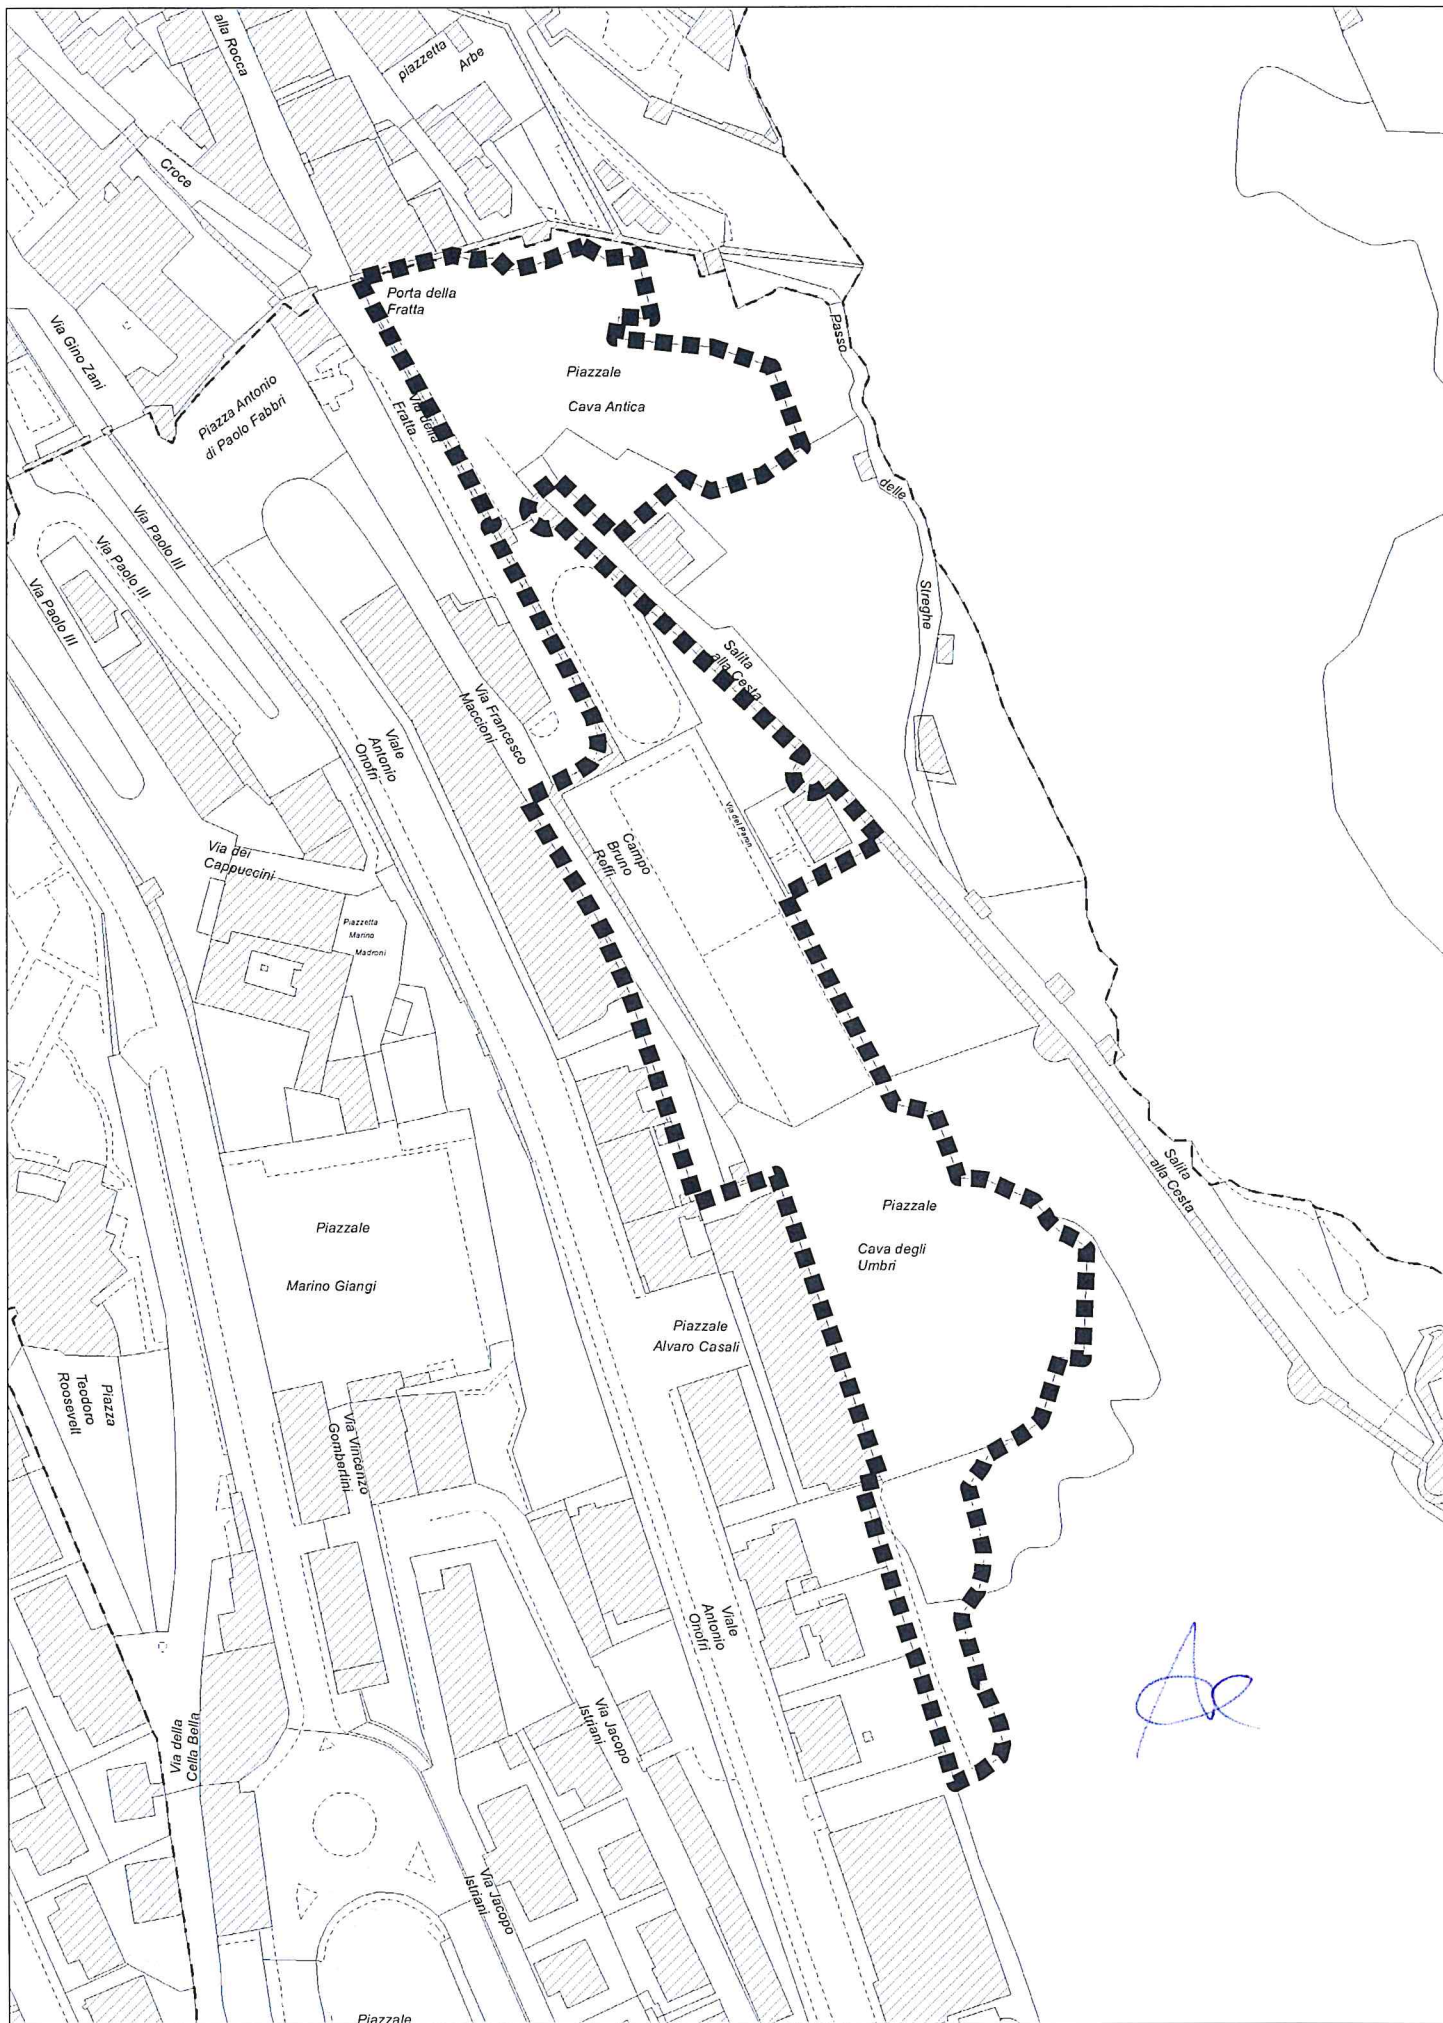 alla Rocca
piazzetta
Arbe
Croce
Porta della
Fratta
Via Gino Zani
Passo
Piazzale
Cava Antica
Piazza Antonio
di Paolo Fabbri
Via della
Fratta
delle
Via Paolo III
Via Paolo III
Via Paolo III
Streghe
Salita
alla Cesta
Via Francesco
Maccioni
Viale
Antonio
Onofri
Campo
Bruno
Reffi
Via dei
Cappuccini
Piazzetta
Marino
Madroni
Salita
alla Cesta
Piazzale
Cava degli
Umbri
Piazzale
Marino Giangi
Piazzale
Alvaro Casali
Piazza
Teodoro
Roosevelt
Via Vincenzo
Gombertini
Viale
Antonio
Onofri
Via Jacopo
Istriani
Via della
Cella Bella
Via Jacopo
Istriani
Piazzale